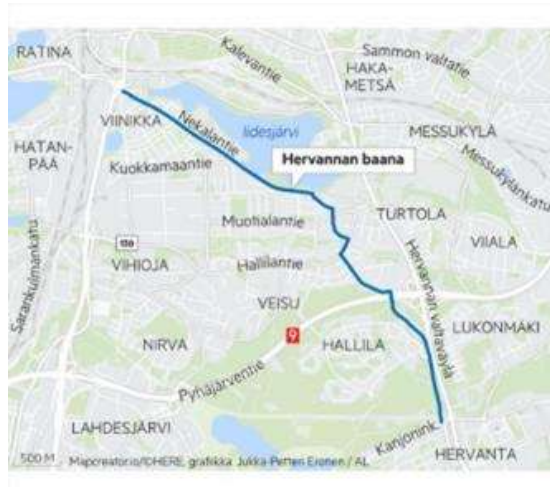 RATINA
Kalevantie
Sammon valtatie
HAKA-
METSÄ
VIINIKKA
Nekalantie
Iidesjärvi
MESSUKYLÄ
HATAN-
PÄÄ
Kuokkamaantie
Hervannan baana
Messukylänkatu
Muotialantie
TURTOLA
VIIALA
VIHIOJA
Hallilantie
Sarankulmankatu
VEISU
Hervannan valtaväylä
LUKONMÄKI
9
NIRVA
HALLILA
Pyhäjärventie
LAHDESJÄRVI
Kanjonink.
HERVANTA
500 M
Mapcreator.io/©HERE, grafiikka: Jukka-Petteri Eronen / AL